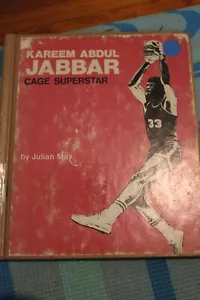 KAREEM ABDUL
JABBAR
CAGE SUPERSTAR
33
by Julian May